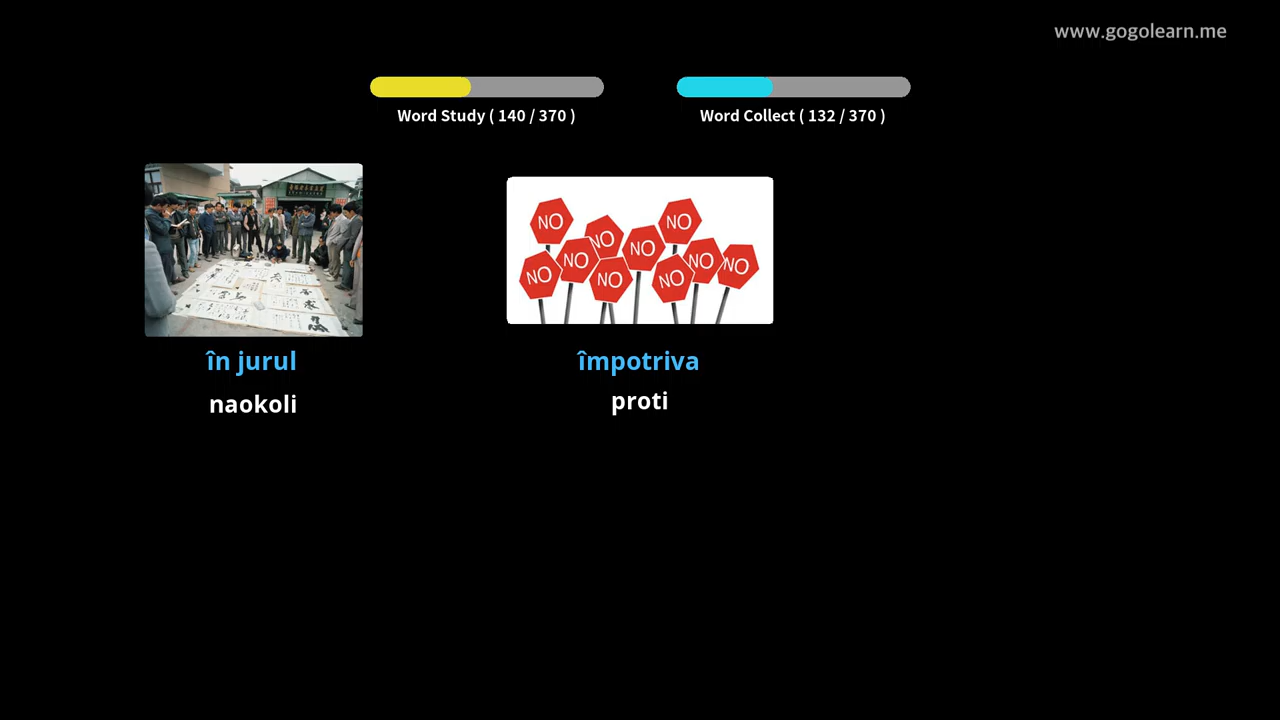 www.gogolearn.me
Word Study ( 140 / 370 )
Word Collect ( 132 / 370 )
NO
NO
NO
NO
NO
NO
NO
NO
NO
NO
în jurul
împotriva
naokoli
proti